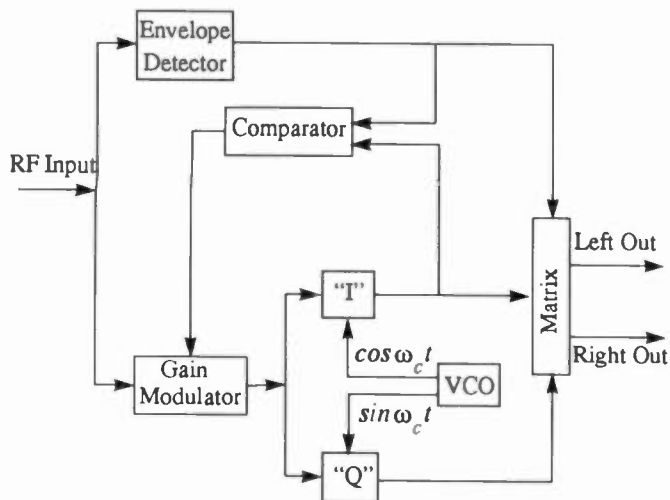 Envelope
Detector
Comparator
RF Input
Left Out
Matrix
"I"
cos ω_c t
Right Out
Gain
Modulator
VCO
sin ω_c t
"Q"